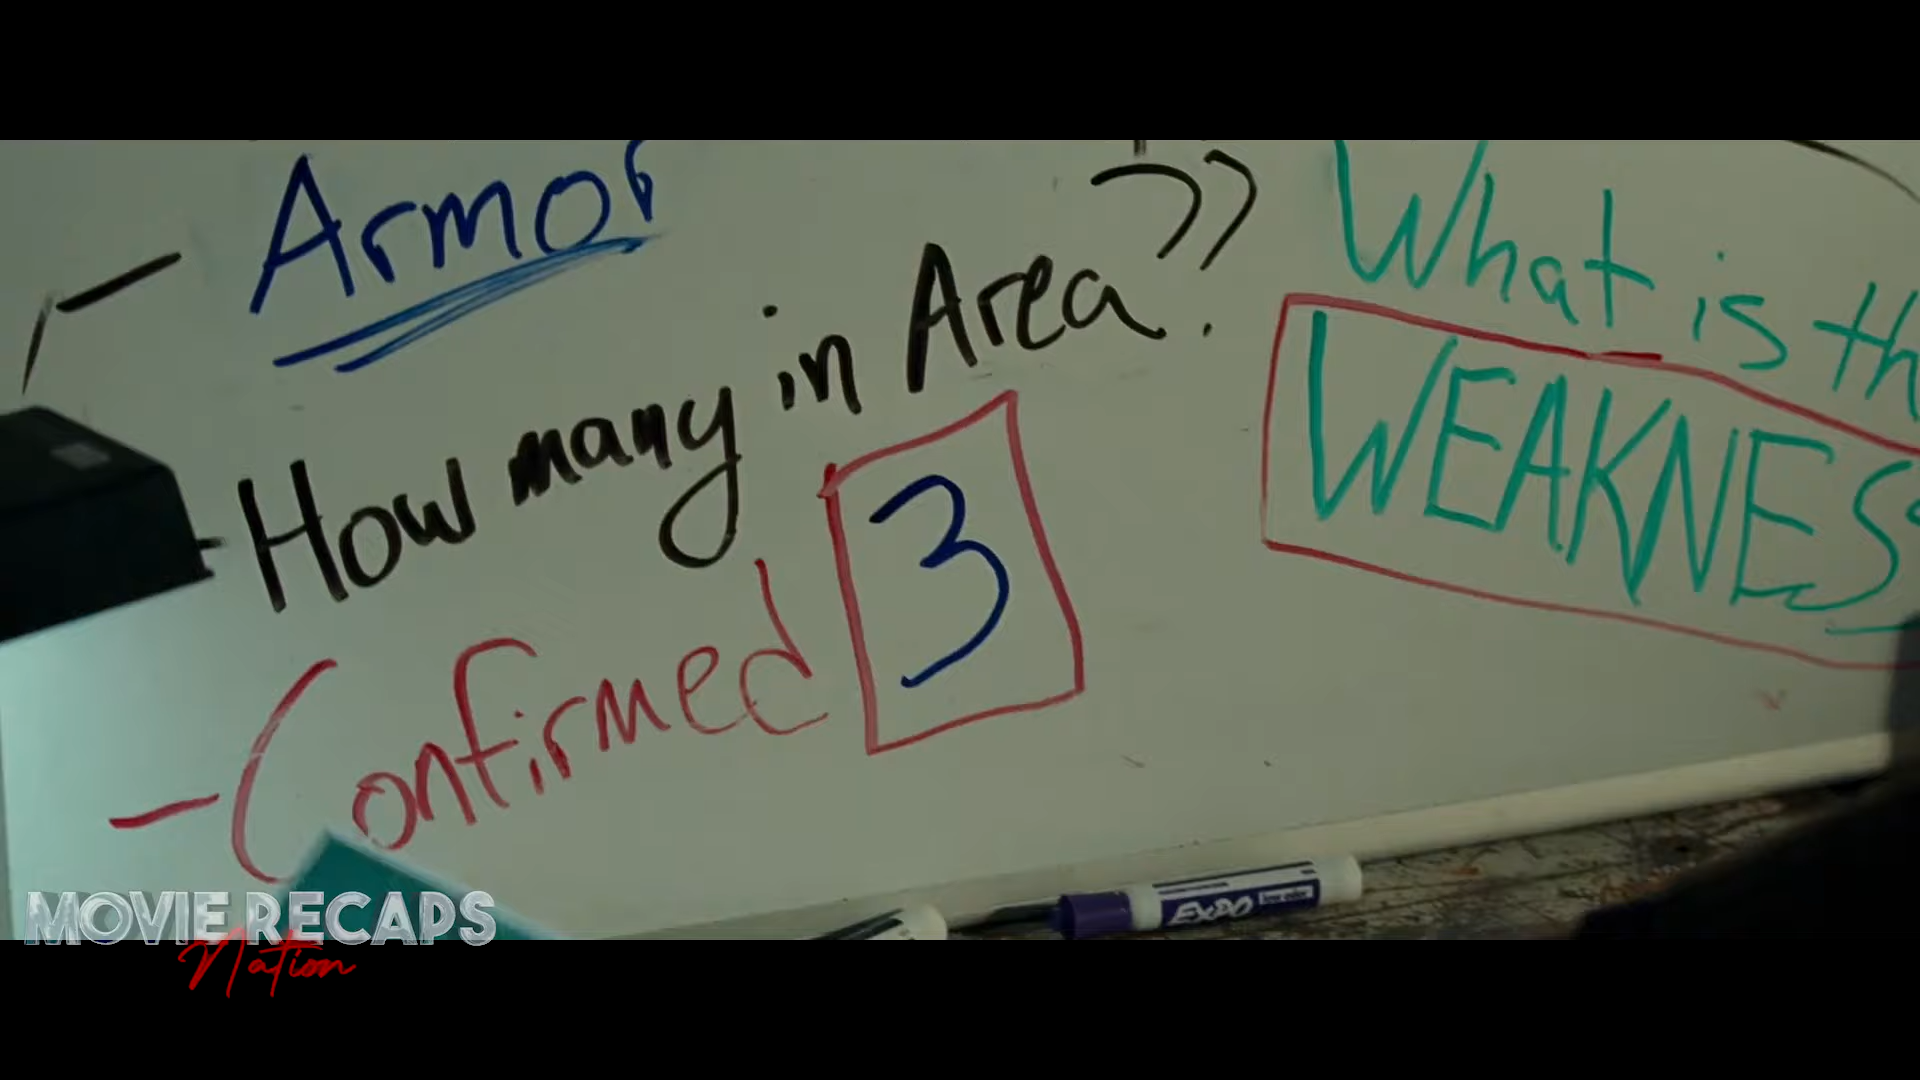 - Armor
How many in Area?
- Confirmed 3
What is th
WEAKNES
EXPO
MOVIE RECAPS
Nation